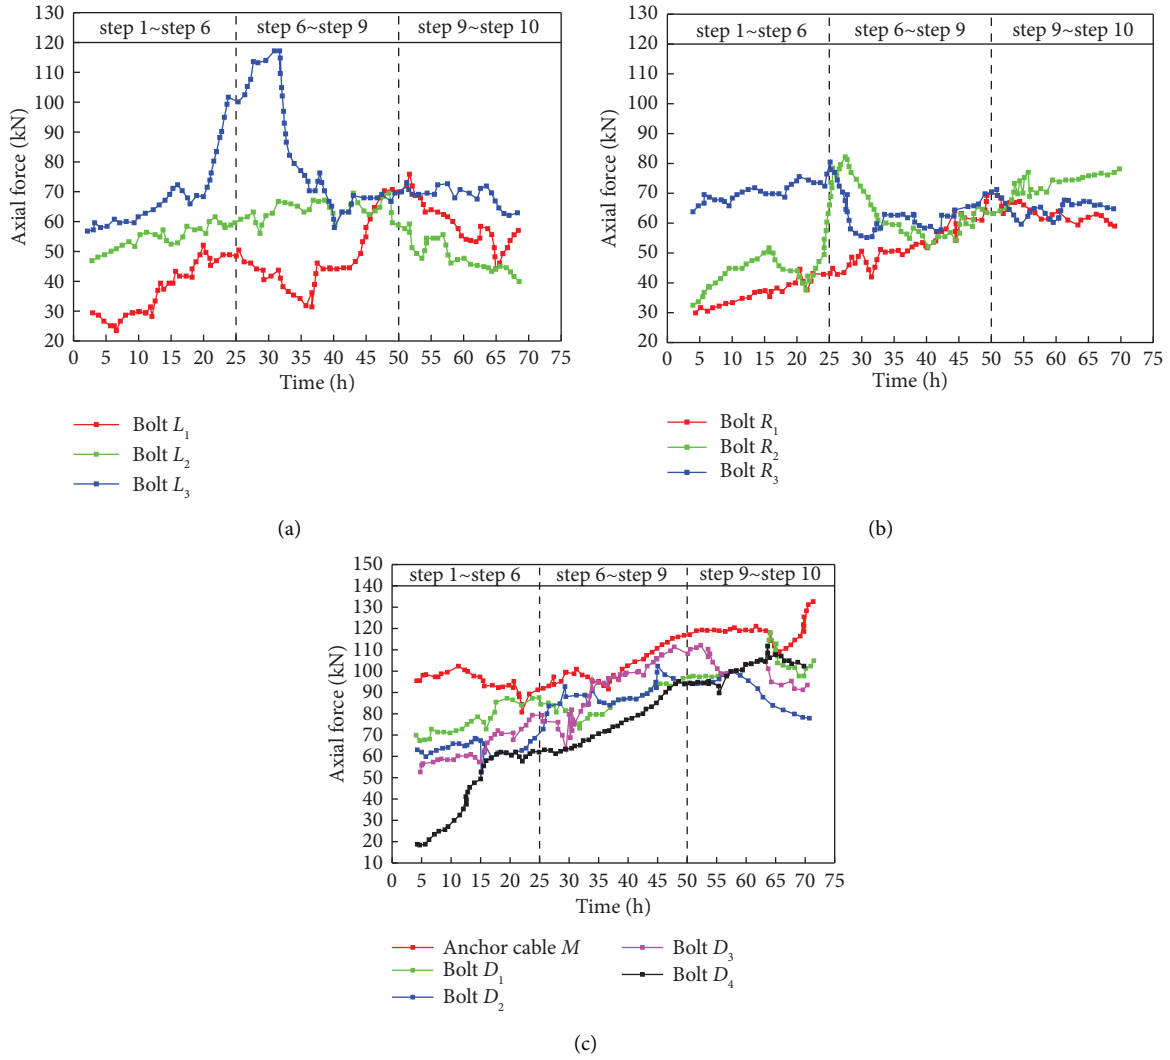 130
120
110
100
90
80
70
60
50
40
30
20
Axial force (kN)
step 1~step 6 step 6~step 9 step 9~step 10
0 5 10 15 20 25 30 35 40 45 50 55 60 65 70 75
Time (h)
Bolt L1
Bolt L2
Bolt L3
(a)
130
120
110
100
90
80
70
60
50
40
30
20
Axial force (kN)
step 1~step 6 step 6~step 9 step 9~step 10
0 5 10 15 20 25 30 35 40 45 50 55 60 65 70 75
Time (h)
Bolt R1
Bolt R2
Bolt R3
(b)
150
140
130
120
110
100
90
80
70
60
50
40
30
20
10
Axial force (kN)
step 1~step 6 step 6~step 9 step 9~step 10
0 5 10 15 20 25 30 35 40 45 50 55 60 65 70 75
Time (h)
Anchor cable M
Bolt D1
Bolt D2
Bolt D3
Bolt D4
(c)